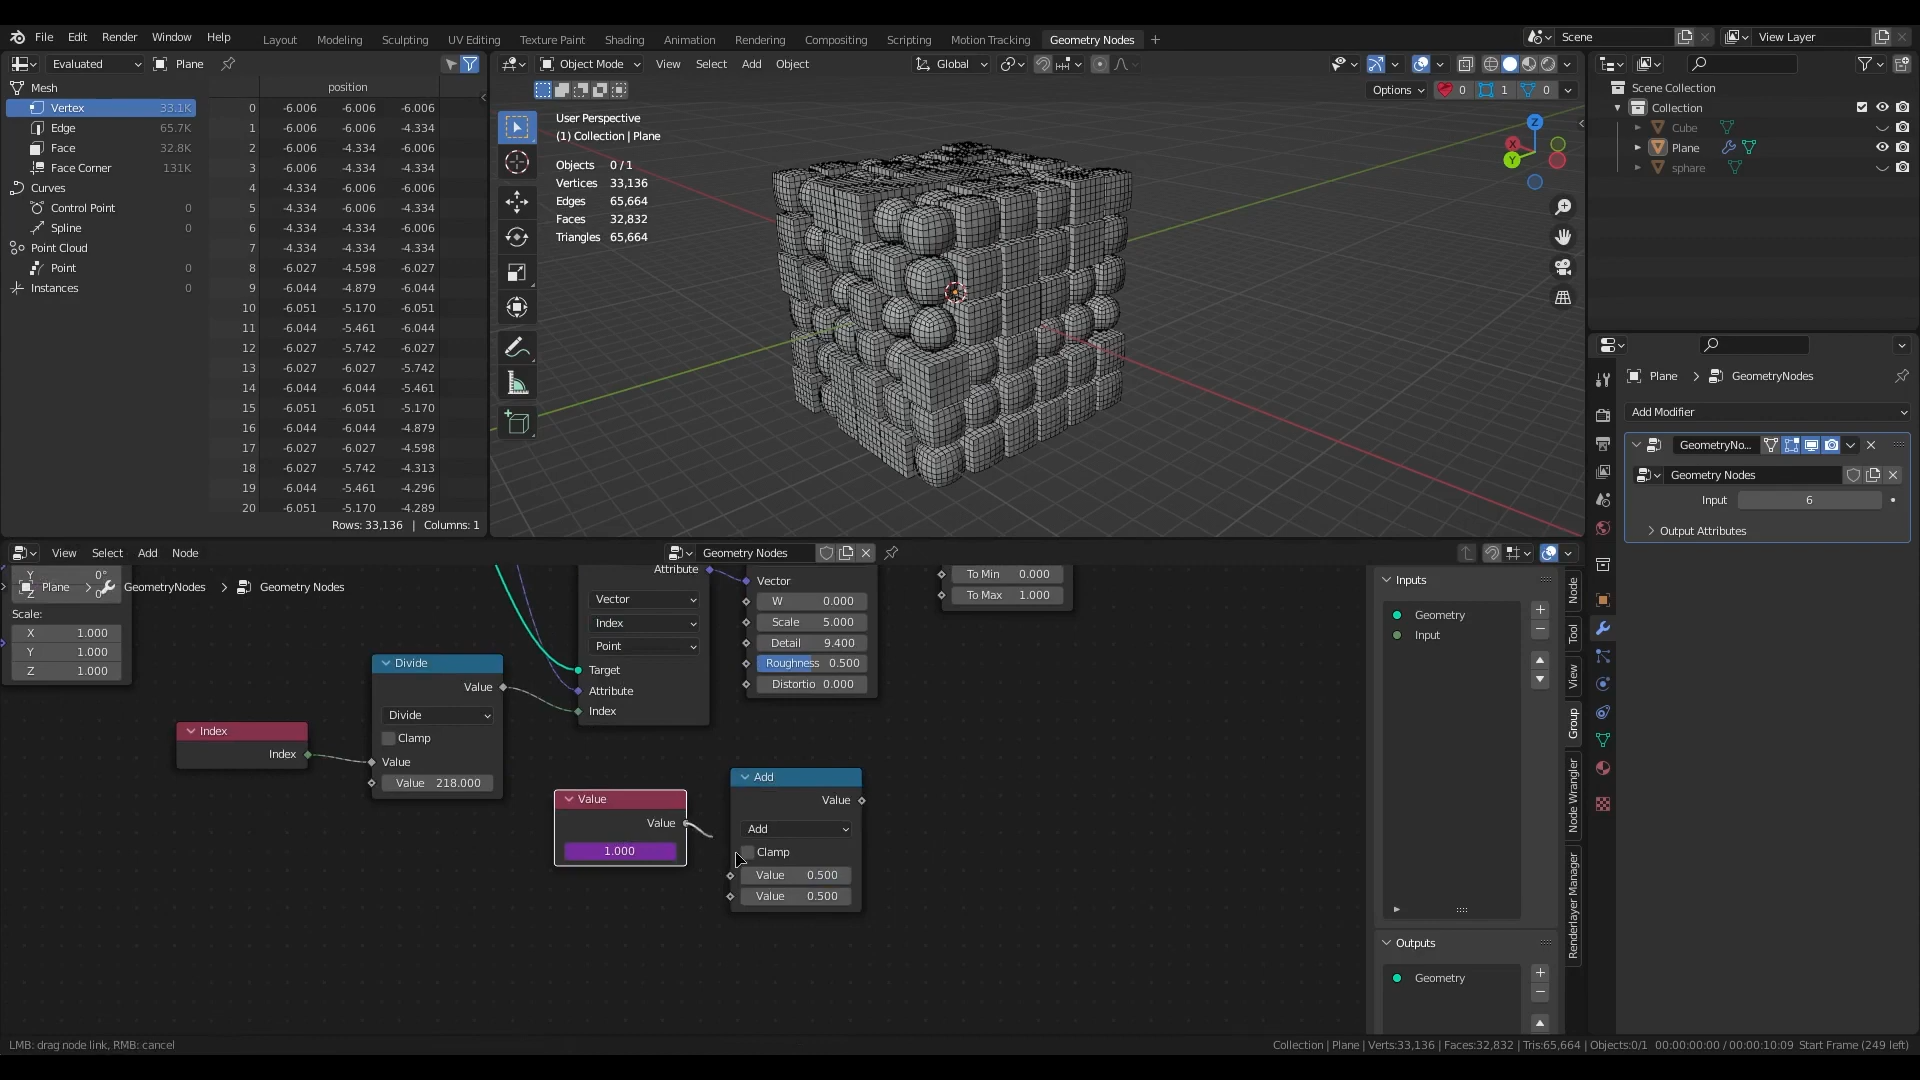 File Edit Render Window Help Layout Modeling Sculpting UV Editing Texture Paint Shading Animation Rendering Compositing Scripting Motion Tracking Geometry Nodes + Scene View Layer
Evaluated Plane
position
Mesh
Vertex 33.1K
Edge 65.7K
Face 32.8K
Face Corner 131K
Curves
Control Point 0
Spline 0
Point Cloud
Point 0
Instances 0
0 -6.006 -6.006 -6.006
1 -6.006 -6.006 -4.334
2 -6.006 -4.334 -6.006
3 -6.006 -4.334 -4.334
4 -4.334 -6.006 -6.006
5 -4.334 -6.006 -4.334
6 -4.334 -4.334 -6.006
7 -4.334 -4.334 -4.334
8 -6.027 -4.598 -6.027
9 -6.044 -4.879 -6.044
10 -6.051 -5.170 -6.051
11 -6.044 -5.461 -6.044
12 -6.027 -5.742 -6.027
13 -6.027 -6.027 -5.742
14 -6.044 -6.044 -5.461
15 -6.051 -6.051 -5.170
16 -6.044 -6.044 -4.879
17 -6.027 -6.027 -4.598
18 -6.027 -5.742 -4.313
19 -6.044 -5.461 -4.296
20 -6.051 -5.170 -4.289
Rows: 33,136 | Columns: 1
Object Mode View Select Add Object Global
Options 0 1 0
User Perspective
(1) Collection | Plane
Objects 0/1
Vertices 33,136
Edges 65,664
Faces 32,832
Triangles 65,664
Z
X
Y
Scene Collection
Collection
Cube
Plane
sphare
Plane > GeometryNodes
Add Modifier
GeometryNo...
Geometry Nodes
Input 6
Output Attributes
View Select Add Node Geometry Nodes
Plane > GeometryNodes > Geometry Nodes
Y 0°
Z 0°
Scale:
X 1.000
Y 1.000
Z 1.000
Index
Index
Divide
Value
Divide
Clamp
Value
Value 218.000
Attribute
Vector
Index
Point
Target
Attribute
Index
Vector
W 0.000
Scale 5.000
Detail 9.400
Roughness 0.500
Distortio 0.000
To Min 0.000
To Max 1.000
Value
Value
1.000
Add
Value
Add
Clamp
Value 0.500
Value 0.500
Inputs
Geometry
Input
Outputs
Geometry
Node
Tool
View
Group
Node Wrangler
Renderlayer Manager
LMB: drag node link, RMB: cancel
Collection | Plane | Verts:33,136 | Faces:32,832 | Tris:65,664 | Objects:0/1 00:00:00:00 / 00:00:10:09 Start Frame (249 left)